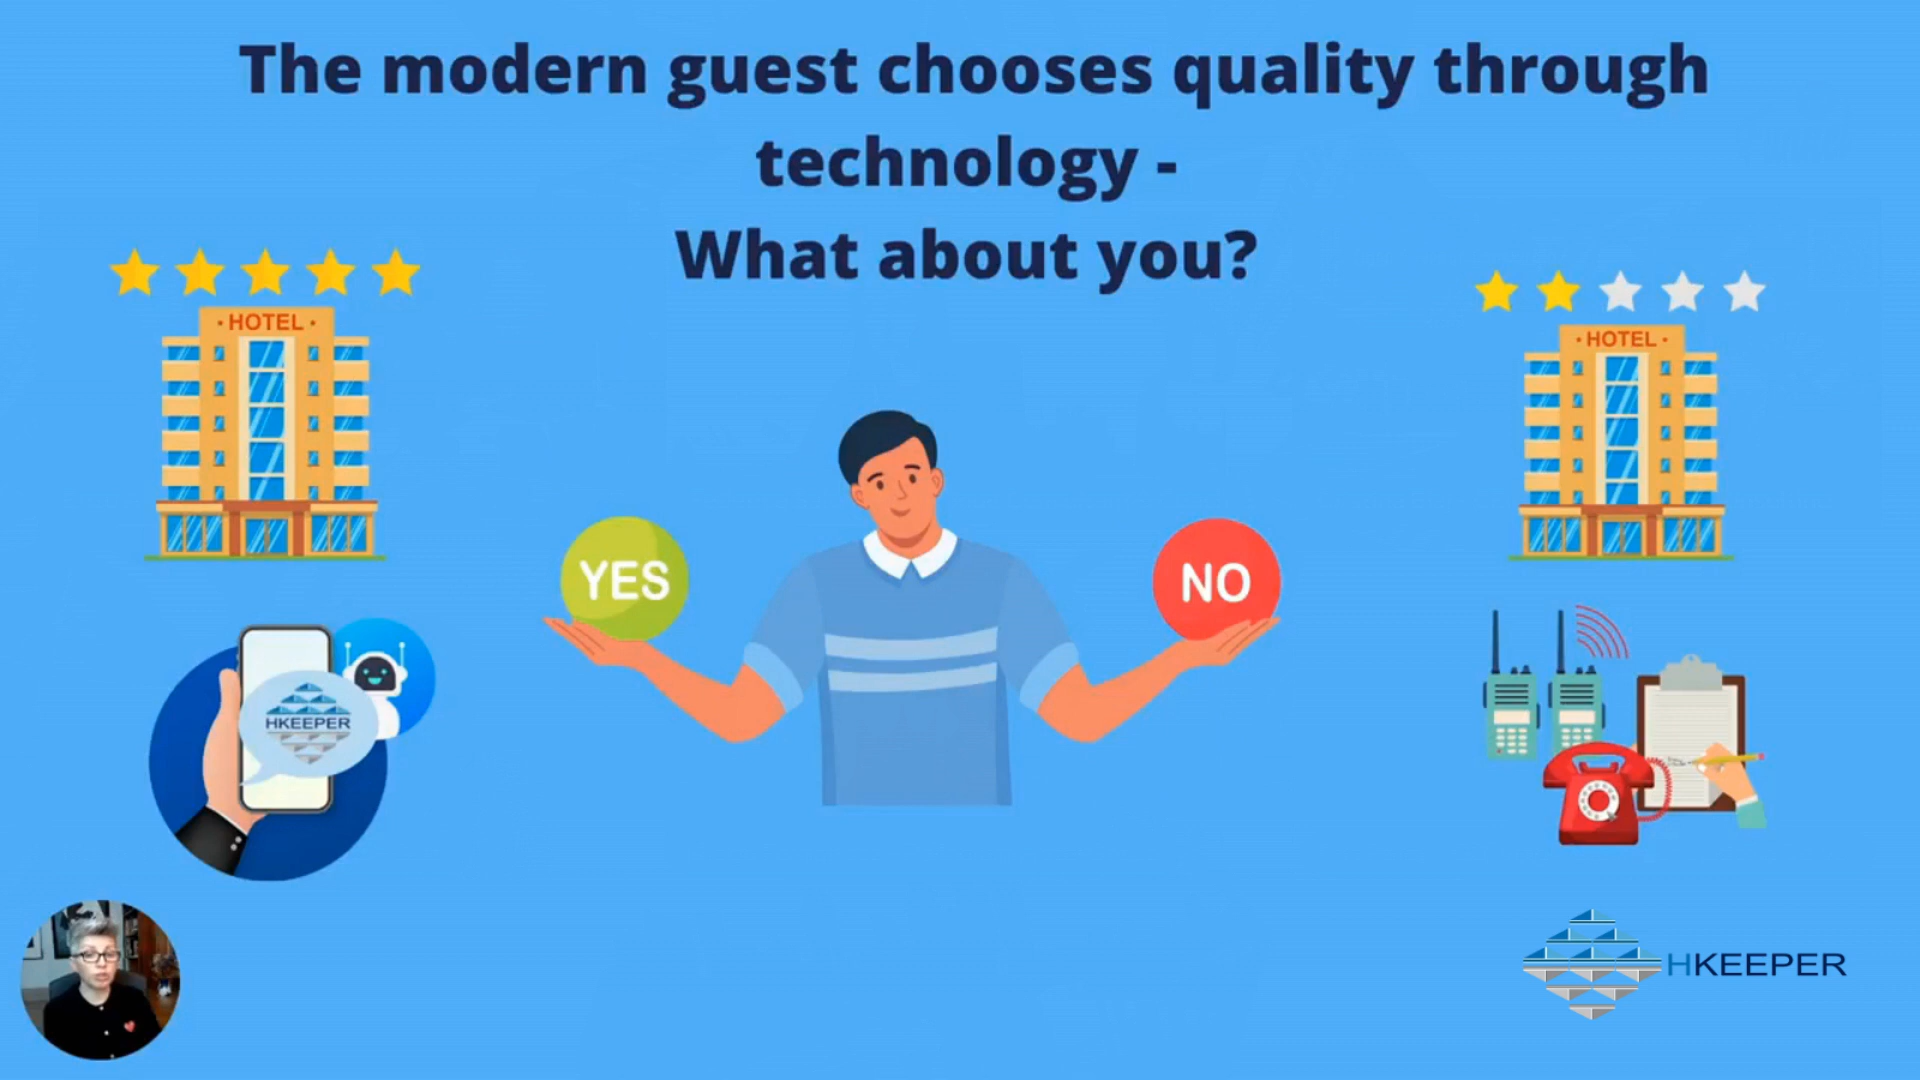 The modern guest chooses quality through
technology -
What about you?
· HOTEL ·
· HOTEL ·
YES
NO
HKEEPER
HKEEPER